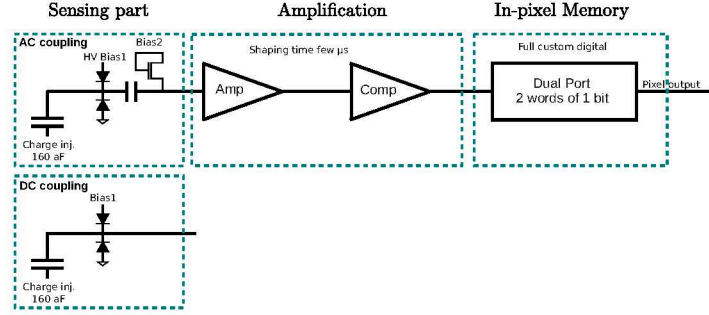 Sensing part
Amplification
In-pixel Memory
AC coupling
Bias2
HV Bias1
Charge inj.
160 aF
Shaping time few µs
Amp
Comp
Full custom digital
Dual Port
2 words of 1 bit
Pixel output
DC coupling
Bias1
Charge inj.
160 aF